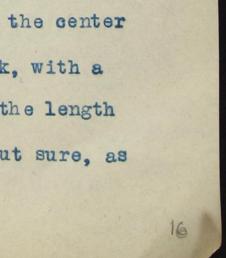 the center
k, with a
the length
ut sure, as
16